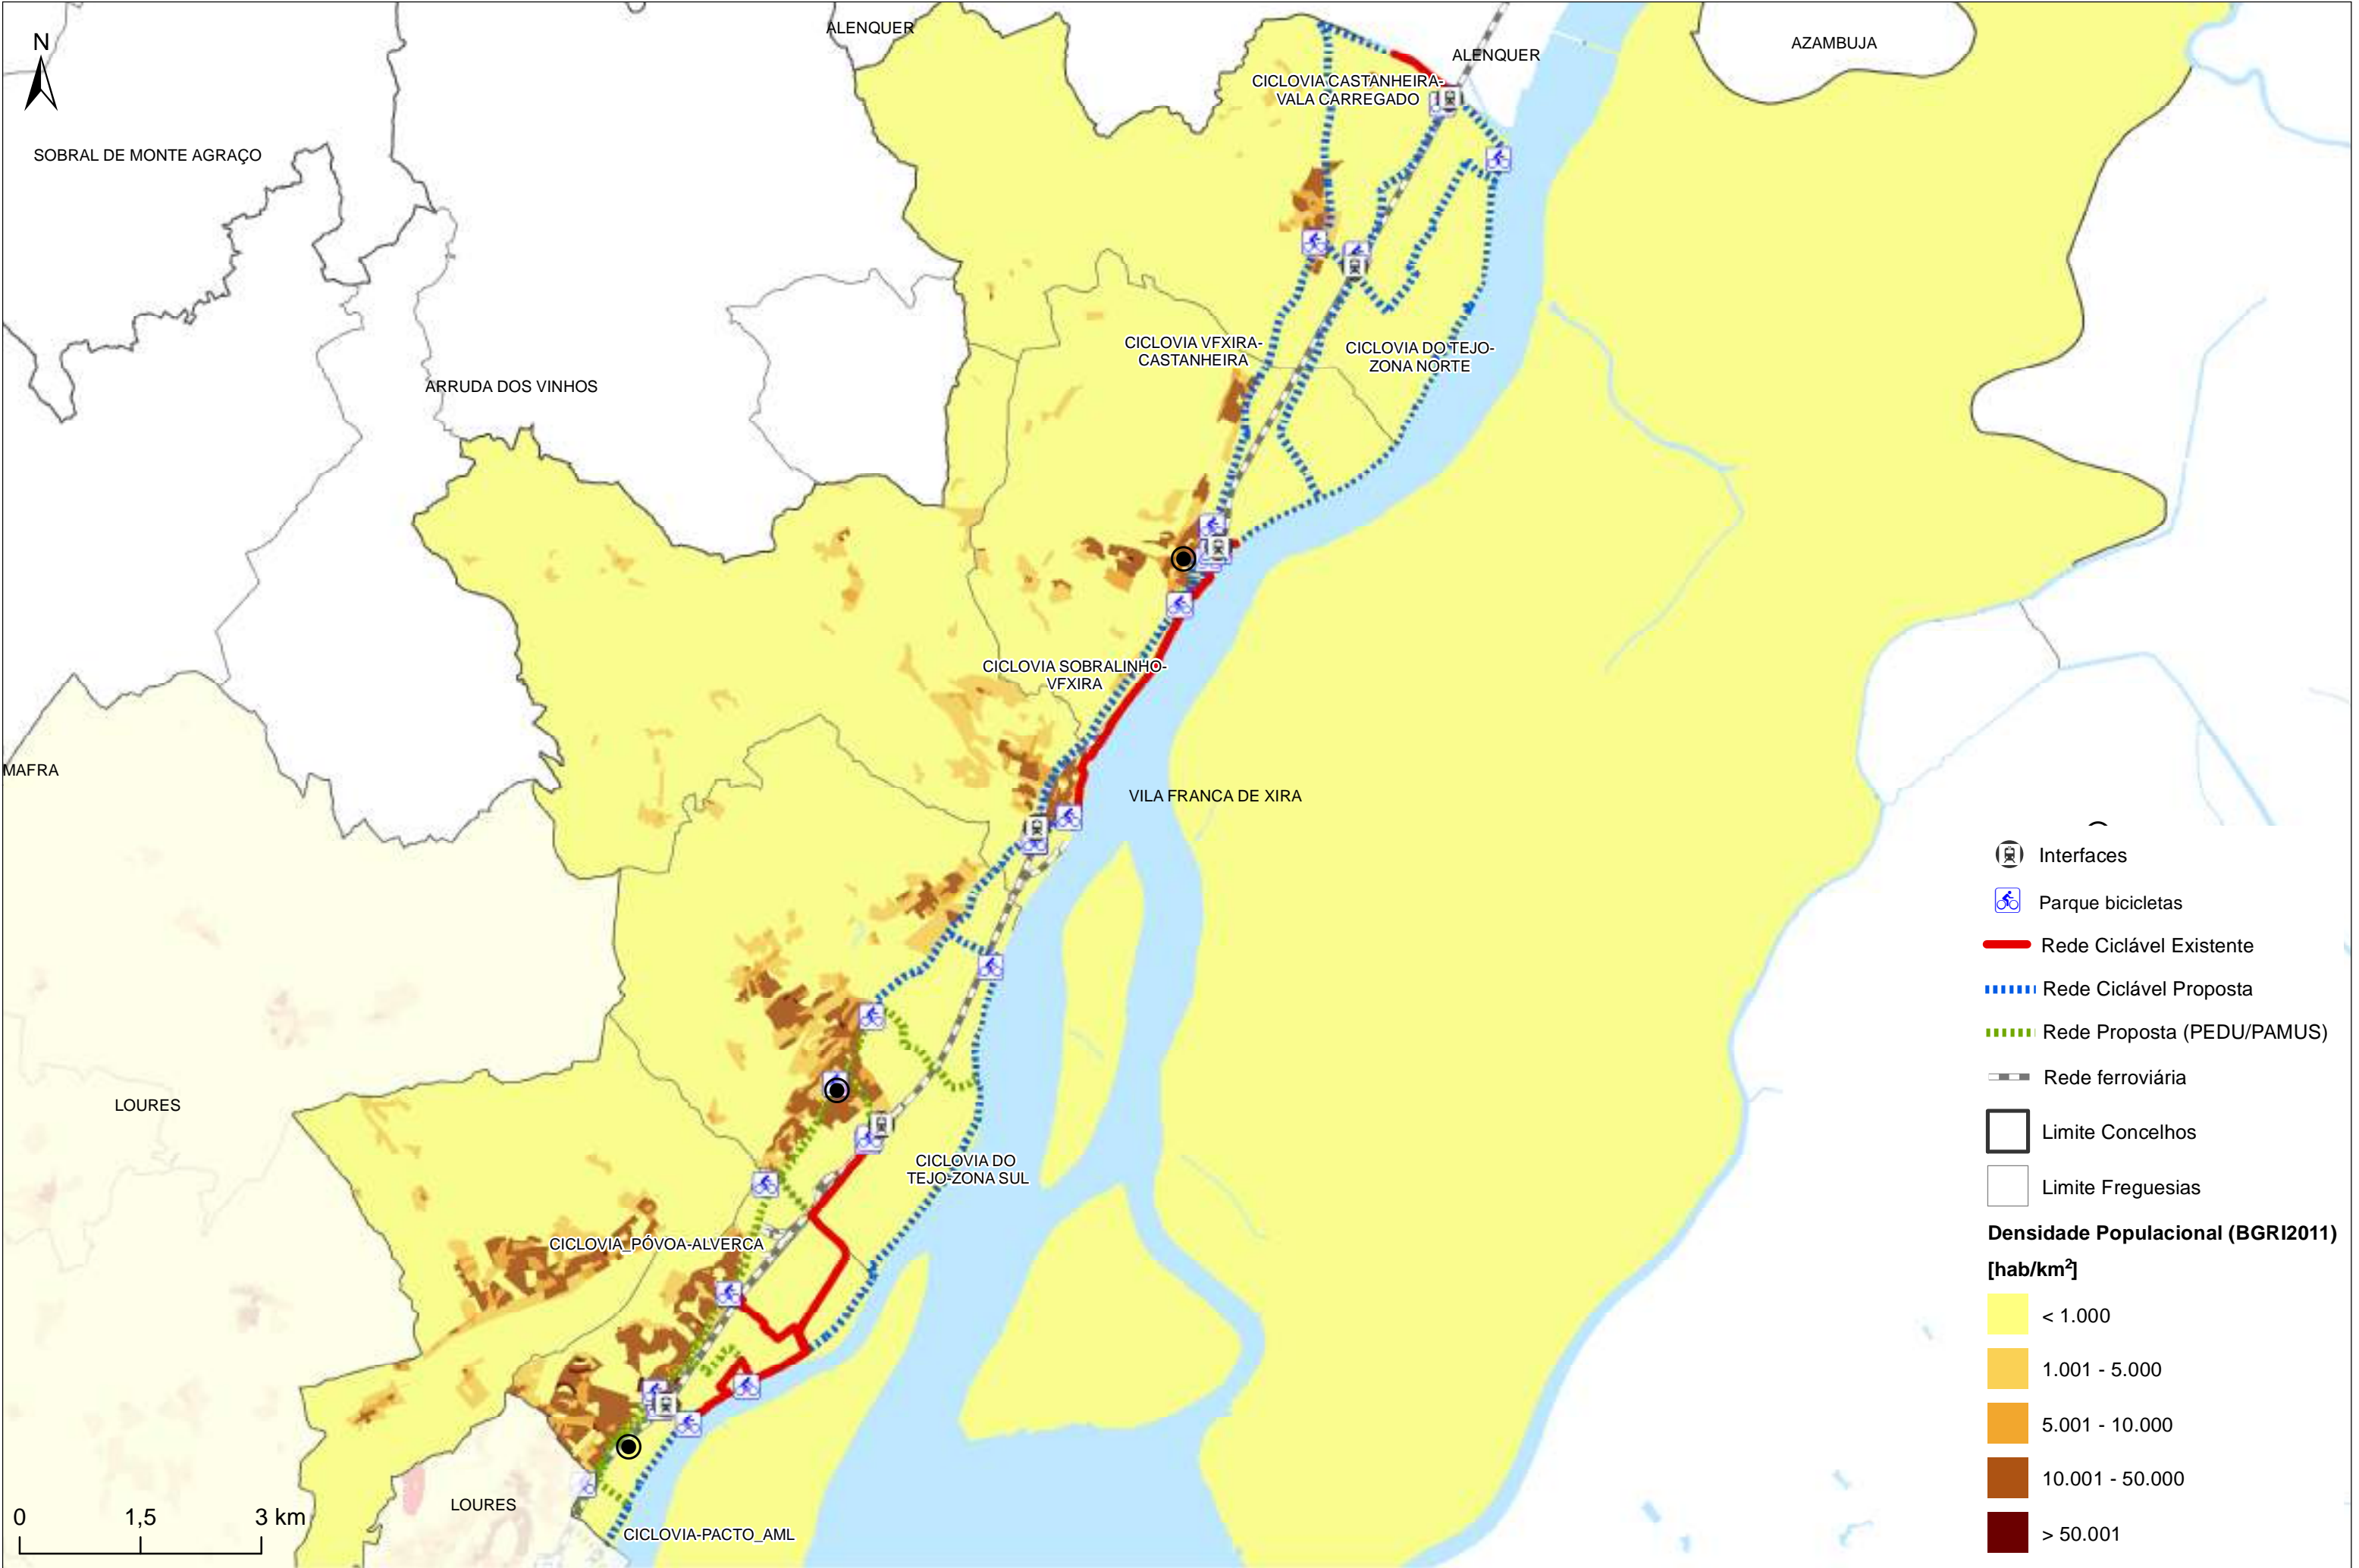 ALENQUER
AZAMBUJA
N
ALENQUER
CICLOVIA CASTANHEIRA-
VALA CARREGADO
SOBRAL DE MONTE AGRAÇO
CICLOVIA VFXIRA-
CASTANHEIRA
CICLOVIA DO TEJO-
ZONA NORTE
ARRUDA DOS VINHOS
CICLOVIA SOBRALINHO-
VFXIRA
MAFRA
VILA FRANCA DE XIRA
LOURES
CICLOVIA DO
TEJO-ZONA SUL
CICLOVIA_PÓVOA-ALVERCA
LOURES
CICLOVIA-PACTO_AML
0 1,5 3 km
Interfaces
Parque bicicletas
Rede Ciclável Existente
Rede Ciclável Proposta
Rede Proposta (PEDU/PAMUS)
Rede ferroviária
Limite Concelhos
Limite Freguesias
Densidade Populacional (BGRI2011)
[hab/km²]
< 1.000
1.001 - 5.000
5.001 - 10.000
10.001 - 50.000
> 50.001